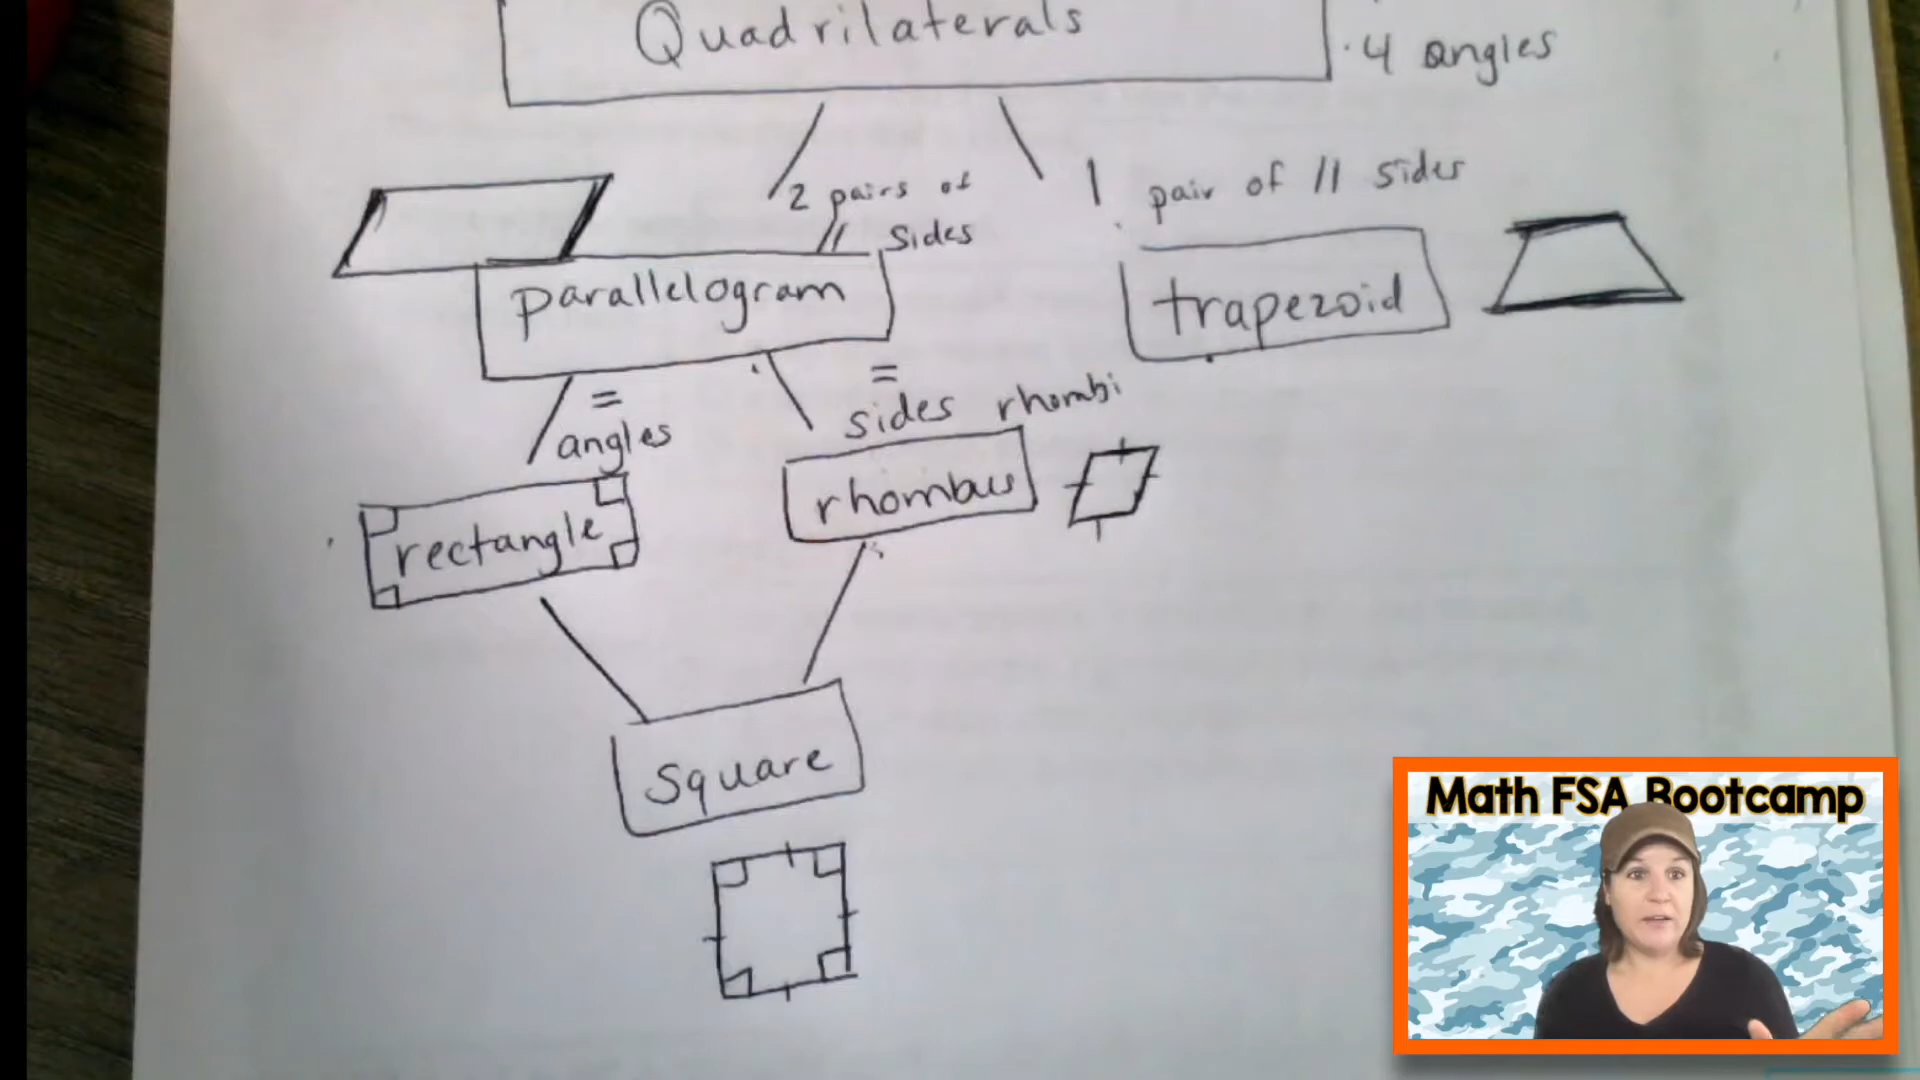 Quadrilaterals
· 4 angles
2 pairs of
// sides
1 pair of // sides
parallelogram
trapezoid
=
angles
=
sides rhombi
rectangle
rhombus
square
Math FSA Bootcamp